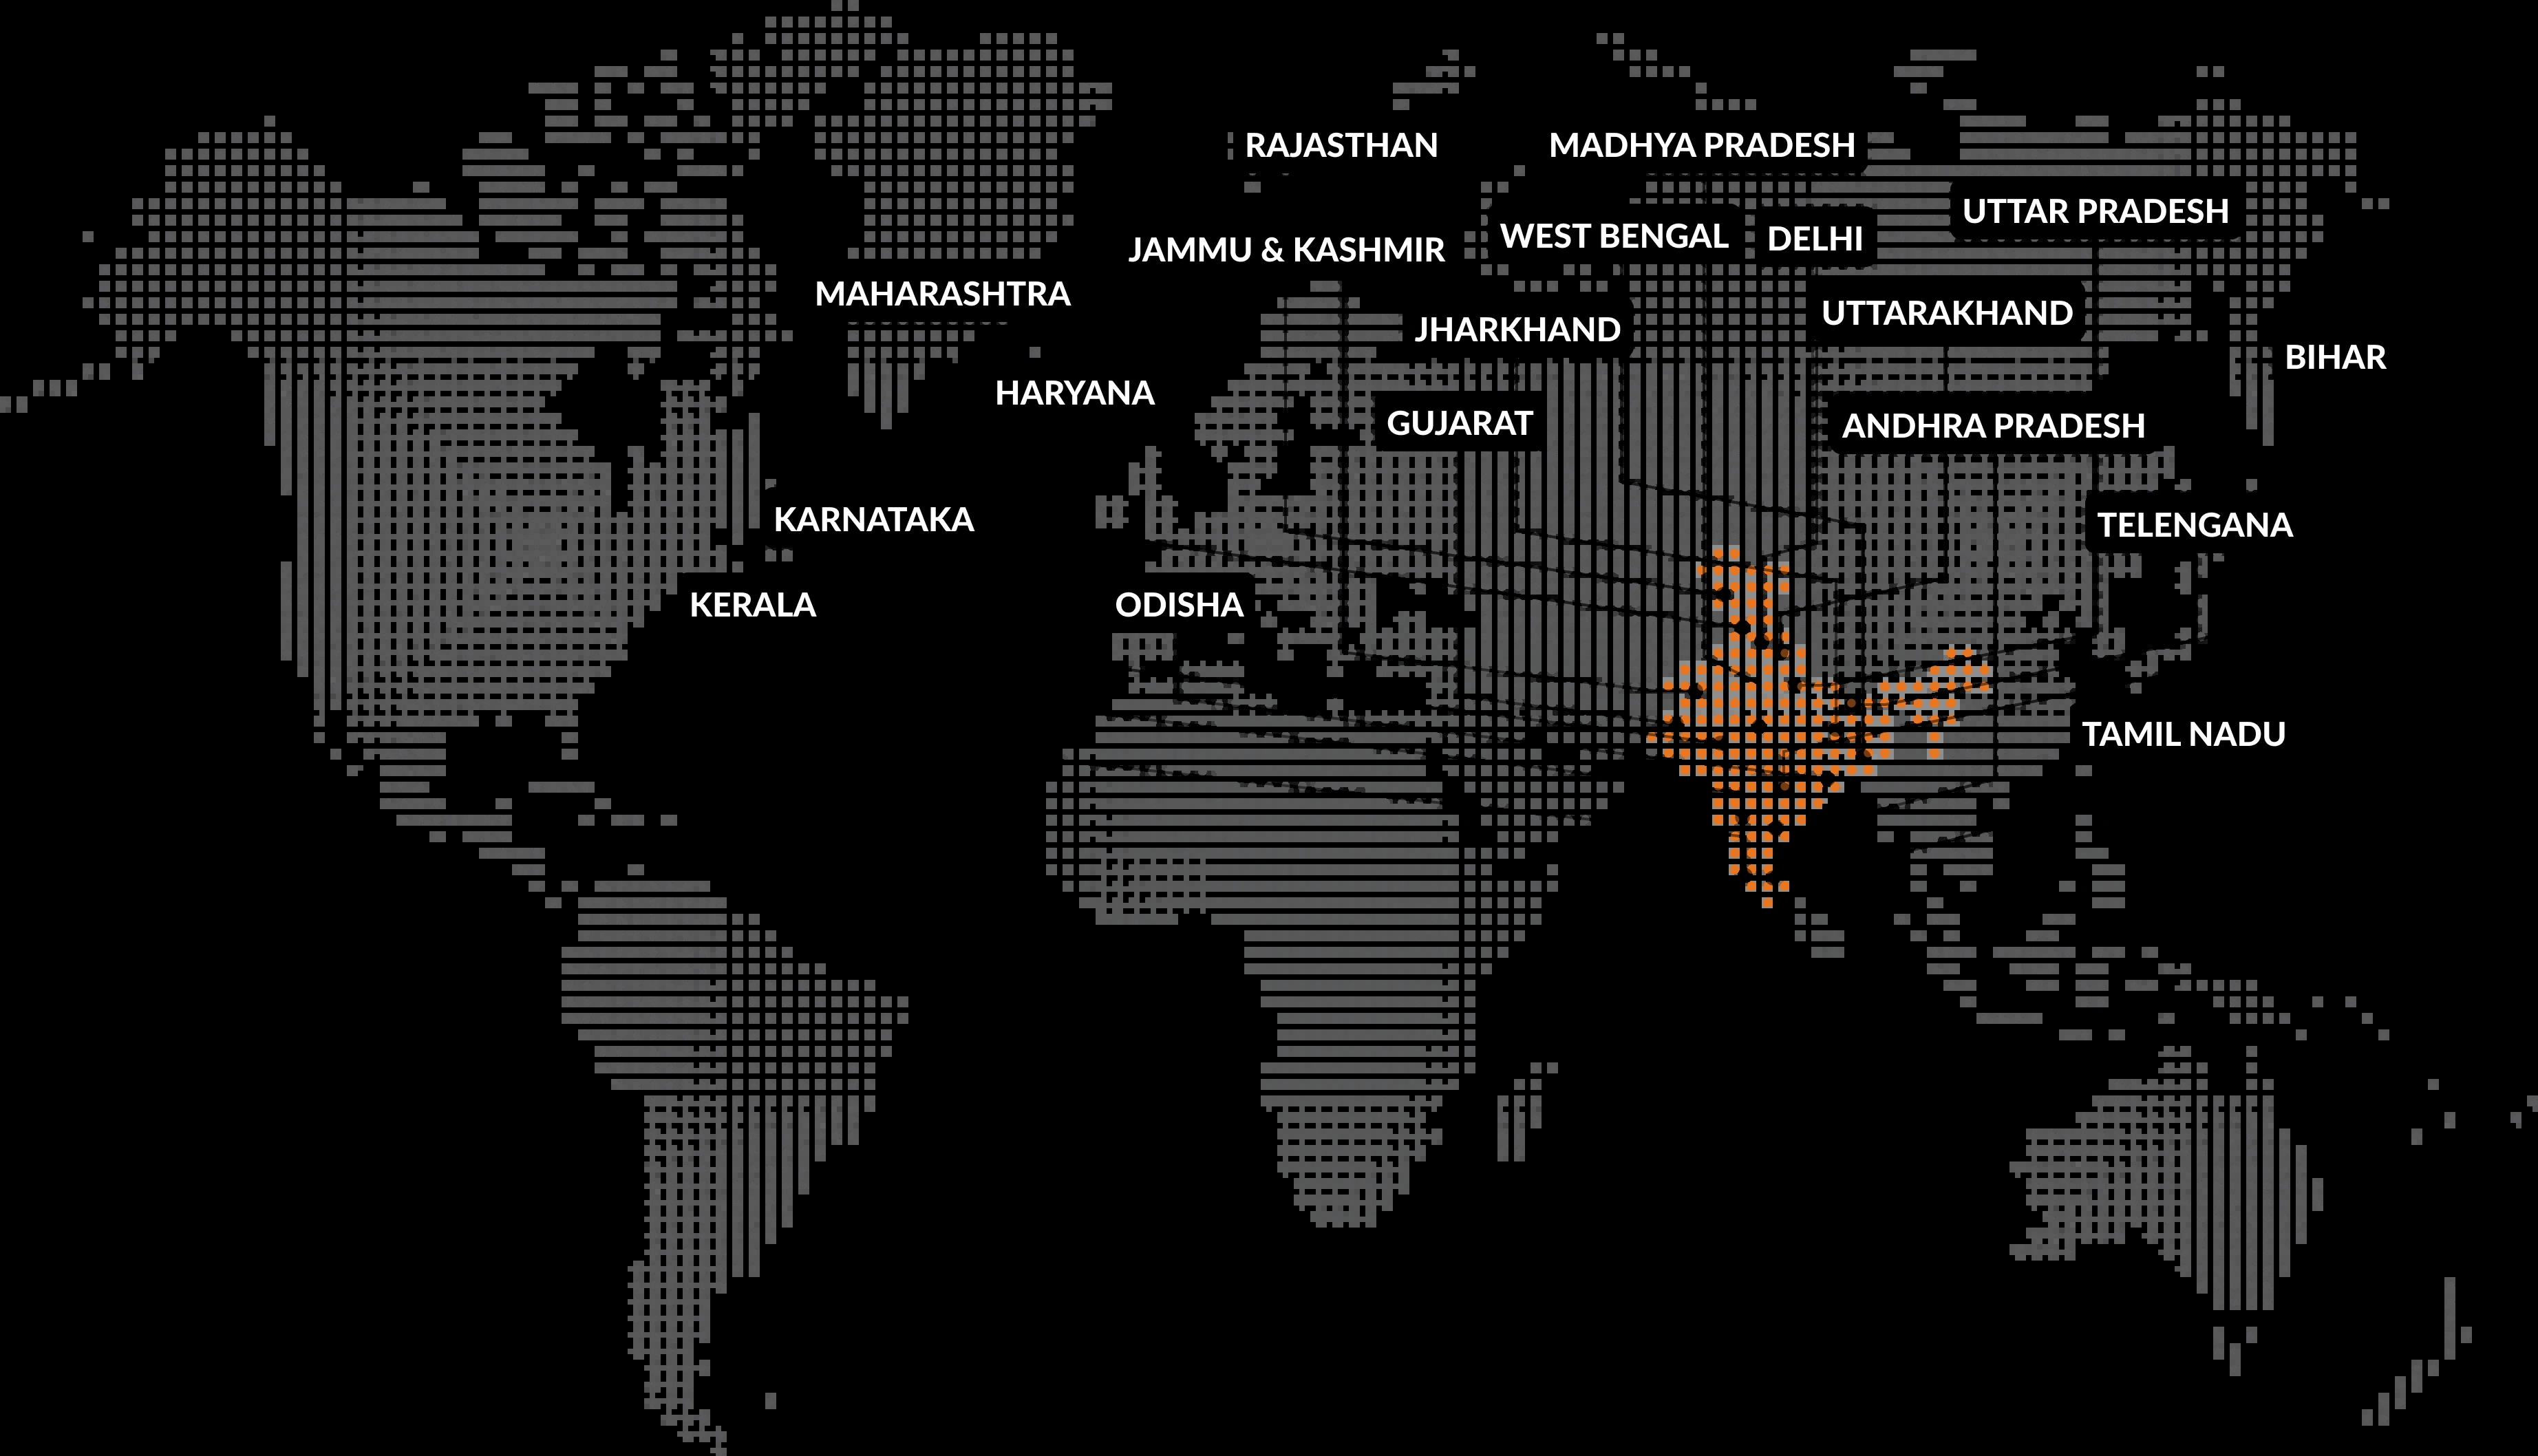 RAJASTHAN
MADHYA PRADESH
UTTAR PRADESH
WEST BENGAL
DELHI
JAMMU & KASHMIR
MAHARASHTRA
UTTARAKHAND
JHARKHAND
BIHAR
HARYANA
GUJARAT
ANDHRA PRADESH
KARNATAKA
TELENGANA
KERALA
ODISHA
TAMIL NADU